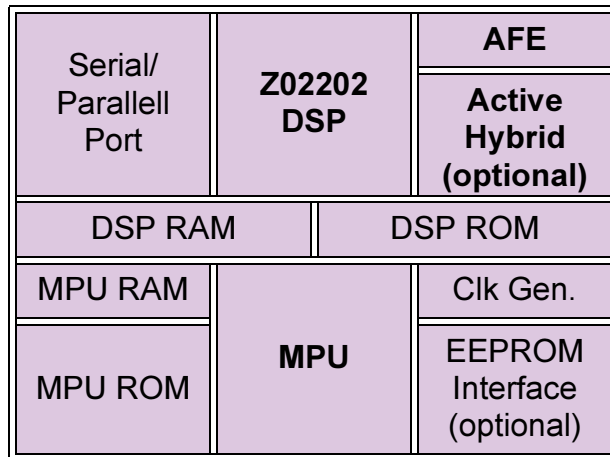 Serial/
Parallell
Port
Z02202
DSP
AFE
Active
Hybrid
(optional)
DSP RAM
DSP ROM
MPU RAM
MPU ROM
MPU
Clk Gen.
EEPROM
Interface
(optional)